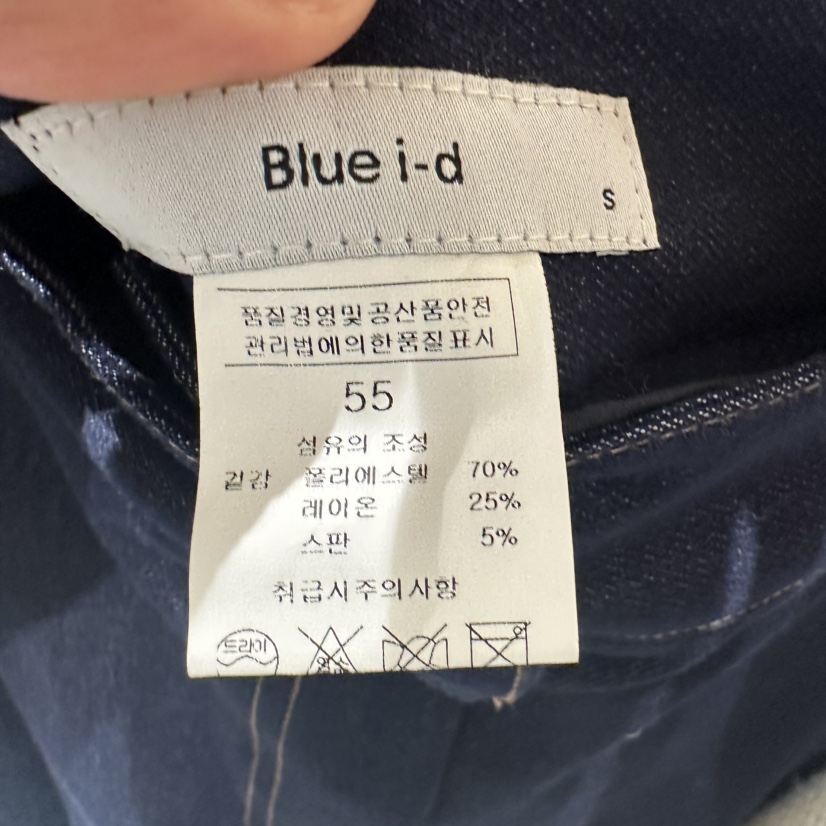 Blue i-d
S
품질경영및공산품안전
관리법에의한품질표시
55
섬유의 조성
겉감 폴리에스텔 70%
레이온 25%
스판 5%
취급시주의사항
드라이